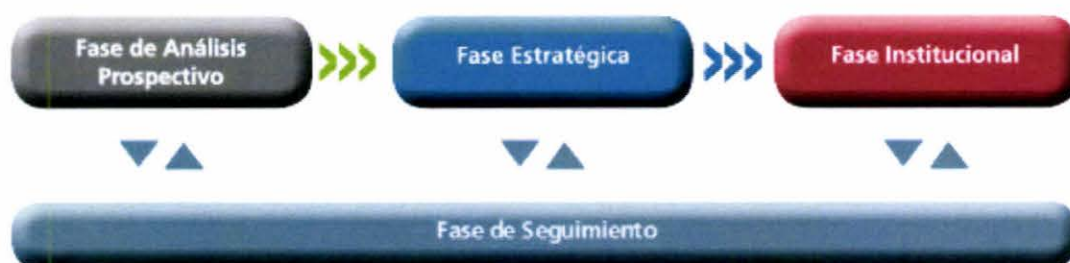 Fase de Análisis
Prospectivo
Fase Estratégica
Fase Institucional
Fase de Seguimiento